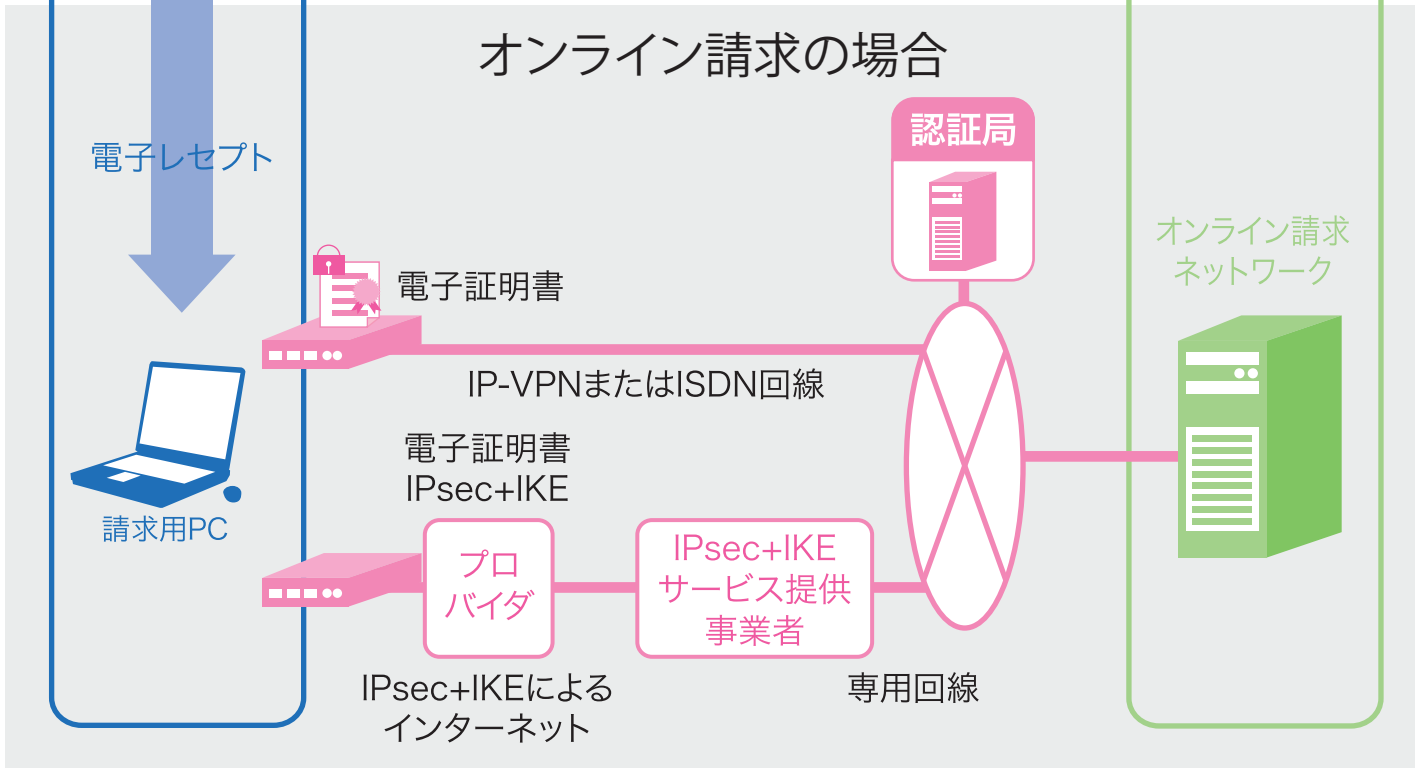 オンライン請求の場合
電子レセプト
認証局
オンライン請求
ネットワーク
電子証明書
IP-VPNまたはISDN回線
電子証明書
IPsec+IKE
請求用PC
プロ
バイダ
IPsec+IKE
サービス提供
事業者
IPsec+IKEによる
インターネット
専用回線